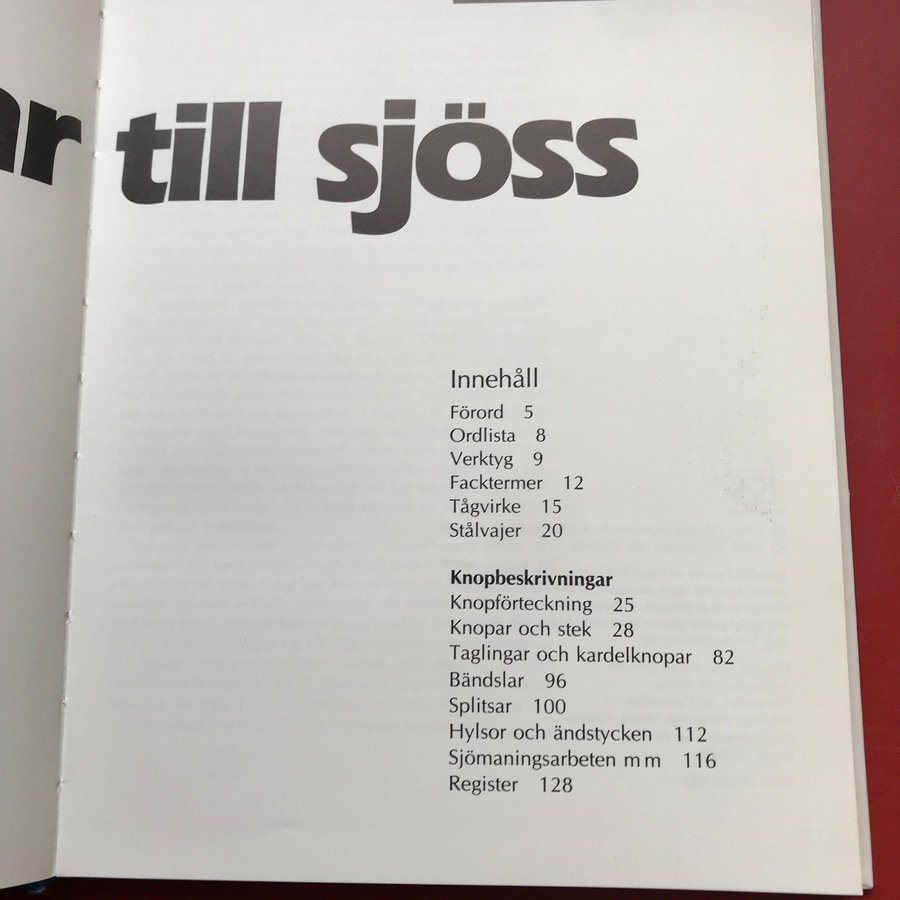 ar till sjöss
Innehåll
Förord 5
Ordlista 8
Verktyg 9
Facktermer 12
Tågvirke 15
Stålvajer 20
Knopbeskrivningar
Knopförteckning 25
Knopar och stek 28
Taglingar och kardelknopar 82
Bändslar 96
Splitsar 100
Hylsor och ändstycken 112
Sjömaningsarbeten m m 116
Register 128